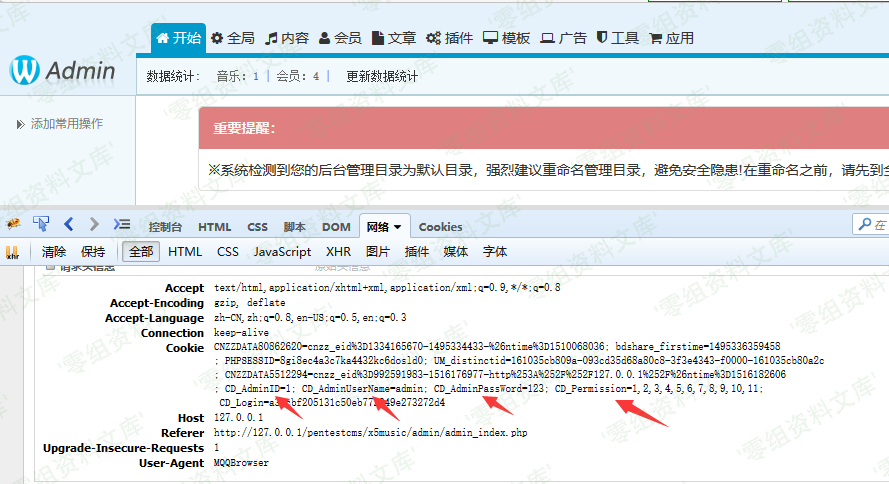 开始 全局 内容 会员 文章 插件 模板 广告 工具 应用
Admin
数据统计： 音乐：1 | 会员：4 | 更新数据统计
添加常用操作
重要提醒：
※系统检测到您的后台管理目录为默认目录，强烈建议重命名管理目录，避免安全隐患!在重命名之前，请先到全
控制台 HTML CSS 脚本 DOM 网络 Cookies 在
清除 保持 全部 HTML CSS JavaScript XHR 图片 插件 媒体 字体
请求头信息 原始头信息
Accept text/html,application/xhtml+xml,application/xml;q=0.9,*/*;q=0.8
Accept-Encoding gzip, deflate
Accept-Language zh-CN,zh;q=0.8,en-US;q=0.5,en;q=0.3
Connection keep-alive
Cookie CNZZDATA80862620=cnzz_eid%3D1334165670-1495334433-%26ntime%3D1510068036; bdshare_firstime=1495336359458
; PHPSESSID=8gi8ec4a3c7ka4432kc6dosld0; UM_distinctid=161035cb809a-093cd35d68a80c8-3f3e4343-f0000-161035cb80a2c
; CNZZDATA5512294=cnzz_eid%3D992591983-1516176977-http%253A%252F%252F127.0.0.1%252F%26ntime%3D1516182606
; CD_AdminID=1; CD_AdminUserName=admin; CD_AdminPassWord=123; CD_Permission=1,2,3,4,5,6,7,8,9,10,11;
Host 127.0.0.1
Referer http://127.0.0.1/pentestcms/x5music/admin/admin_index.php
Upgrade-Insecure-Requests 1
User-Agent MQQBrowser
'零组资料文库'